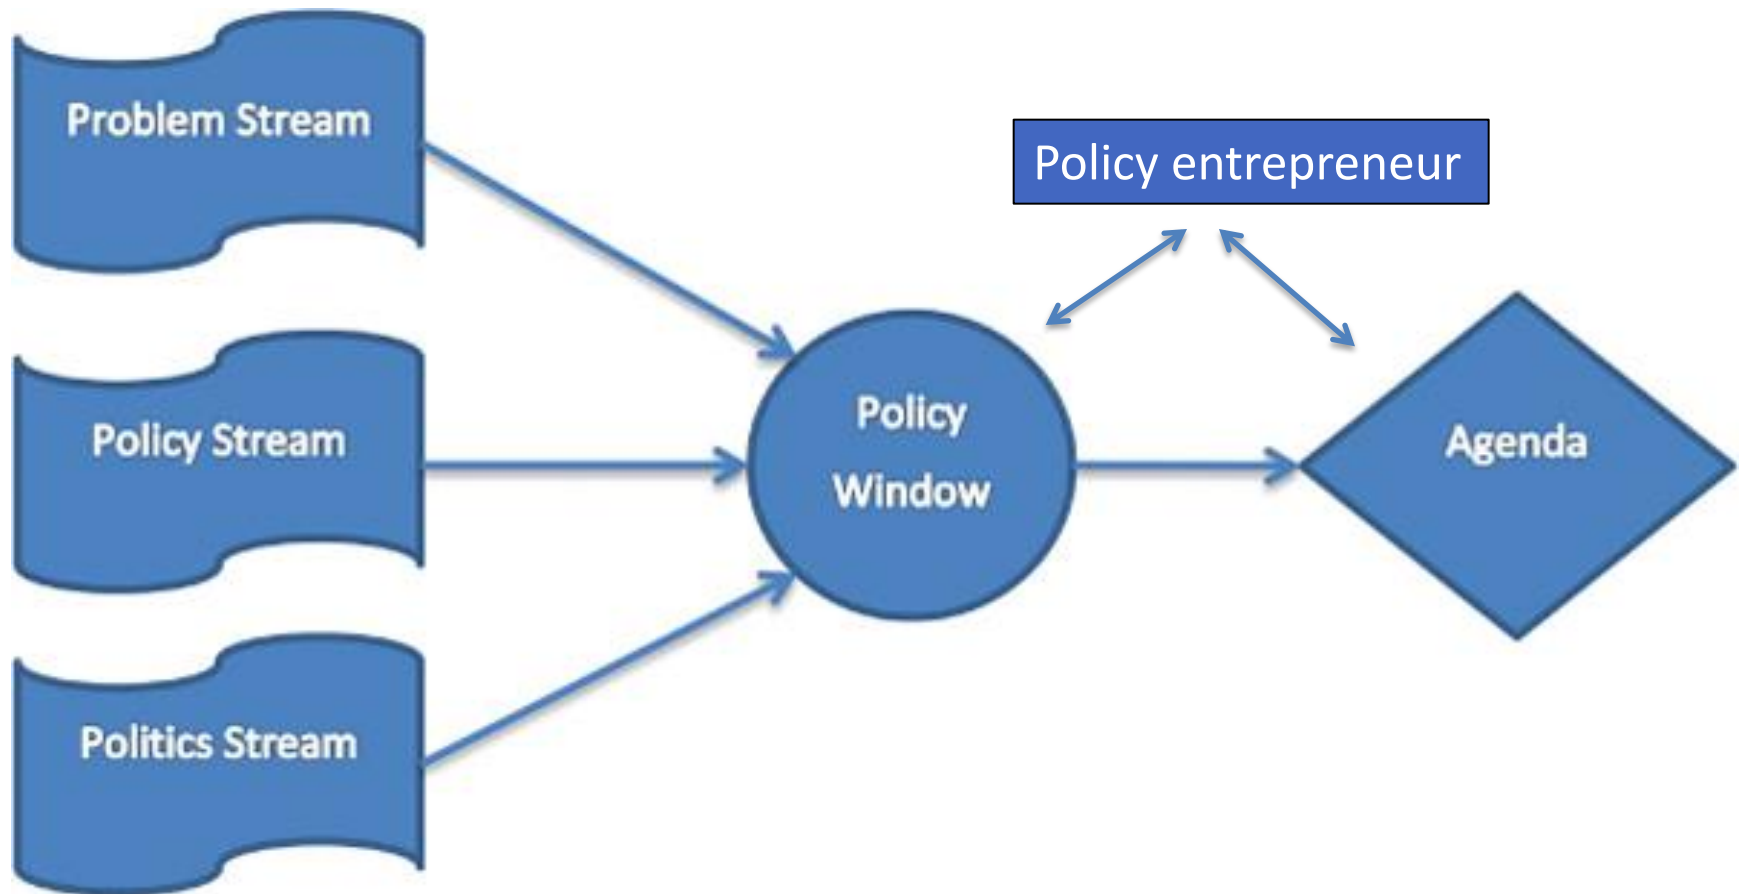 Problem Stream
Policy entrepreneur
Policy Stream
Policy
Window
Agenda
Politics Stream